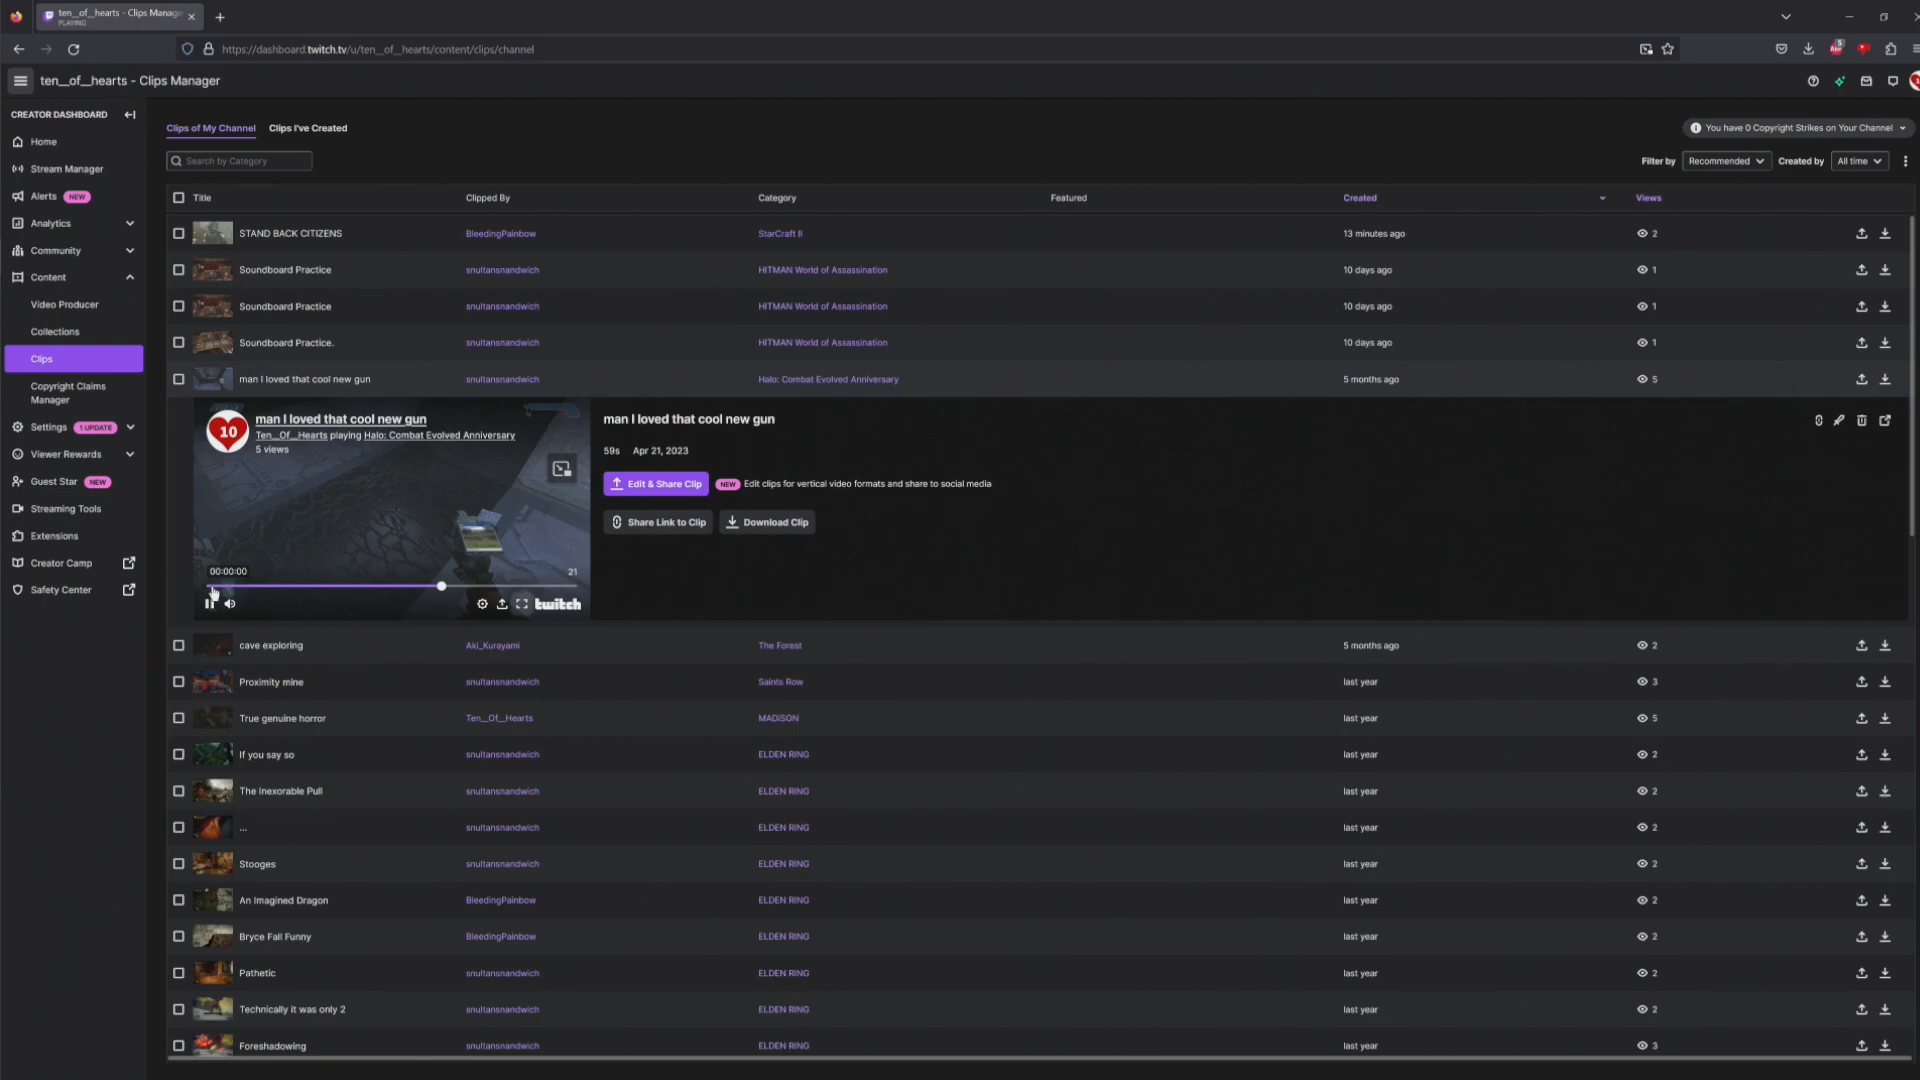 ten__of__hearts - Clips Manage
PLAYING
https://dashboard.twitch.tv/u/ten__of__hearts/content/clips/channel
5
ten__of__hearts - Clips Manager
CREATOR DASHBOARD
Home
Stream Manager
Alerts NEW
Analytics
Community
Content
Video Producer
Collections
Clips
Copyright Claims
Manager
Settings 1 UPDATE
Viewer Rewards
Guest Star NEW
Streaming Tools
Extensions
Creator Camp
Safety Center
Clips of My Channel Clips I've Created
You have 0 Copyright Strikes on Your Channel
Search by Category
Filter by Recommended Created by All time
Title Clipped By Category Featured Created Views
STAND BACK CITIZENS BleedingPainbow StarCraft II 13 minutes ago 2
Soundboard Practice snultansnandwich HITMAN World of Assassination 10 days ago 1
Soundboard Practice snultansnandwich HITMAN World of Assassination 10 days ago 1
Soundboard Practice. snultansnandwich HITMAN World of Assassination 10 days ago 1
man I loved that cool new gun snultansnandwich Halo: Combat Evolved Anniversary 5 months ago 5
10
man I loved that cool new gun
Ten__Of__Hearts playing Halo: Combat Evolved Anniversary
5 views
00:00:00 21
twitch
man I loved that cool new gun
59s Apr 21, 2023
Edit & Share Clip NEW Edit clips for vertical video formats and share to social media
Share Link to Clip Download Clip
cave exploring Aki_Kurayami The Forest 5 months ago 2
Proximity mine snultansnandwich Saints Row last year 3
True genuine horror Ten__Of__Hearts MADiSON last year 5
If you say so snultansnandwich ELDEN RING last year 2
The Inexorable Pull snultansnandwich ELDEN RING last year 2
... snultansnandwich ELDEN RING last year 2
Stooges snultansnandwich ELDEN RING last year 2
An Imagined Dragon BleedingPainbow ELDEN RING last year 2
Bryce Fall Funny BleedingPainbow ELDEN RING last year 2
Pathetic snultansnandwich ELDEN RING last year 2
Technically it was only 2 snultansnandwich ELDEN RING last year 2
Foreshadowing snultansnandwich ELDEN RING last year 3